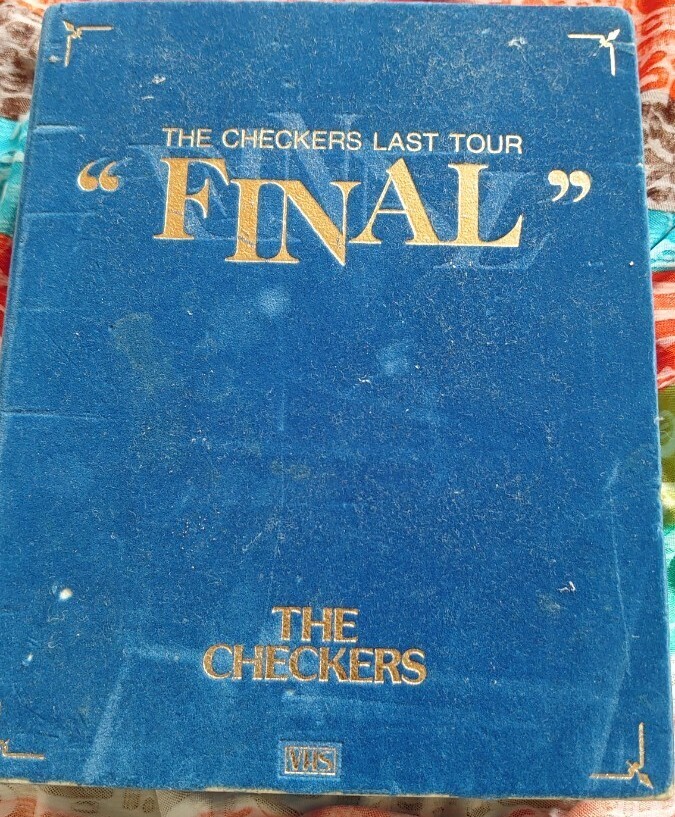 THE CHECKERS LAST TOUR
“FINAL”
THE
CHECKERS
VHS